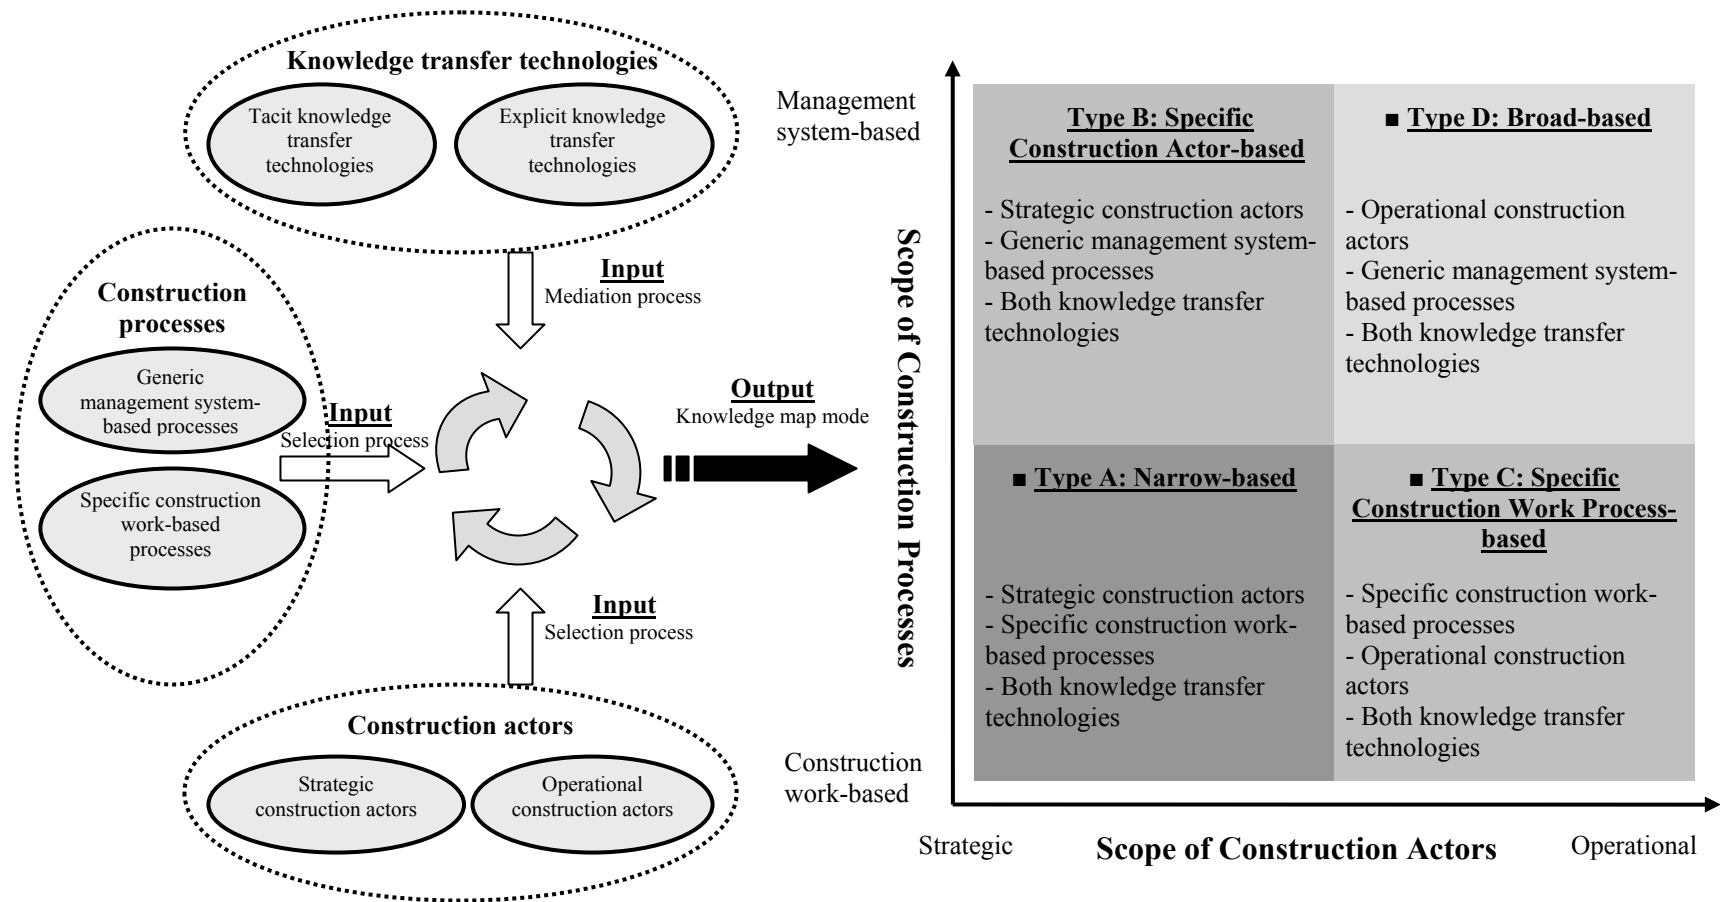 Knowledge transfer technologies
Tacit knowledge
transfer
technologies
Explicit knowledge
transfer
technologies
Input
Mediation process
Construction
processes
Generic
management system-
based processes
Specific construction
work-based
processes
Input
Selection process
Output
Knowledge map mode
Input
Selection process
Construction actors
Strategic
construction actors
Operational
construction actors
Management
system-based
Scope of Construction Processes
Construction
work-based
■ Type B: Specific
Construction Actor-based
- Strategic construction actors
- Generic management system-
based processes
- Both knowledge transfer
technologies
■ Type D: Broad-based
- Operational construction
actors
- Generic management system-
based processes
- Both knowledge transfer
technologies
■ Type A: Narrow-based
- Strategic construction actors
- Specific construction work-
based processes
- Both knowledge transfer
technologies
■ Type C: Specific
Construction Work Process-
based
- Specific construction work-
based processes
- Operational construction
actors
- Both knowledge transfer
technologies
Strategic
Scope of Construction Actors
Operational